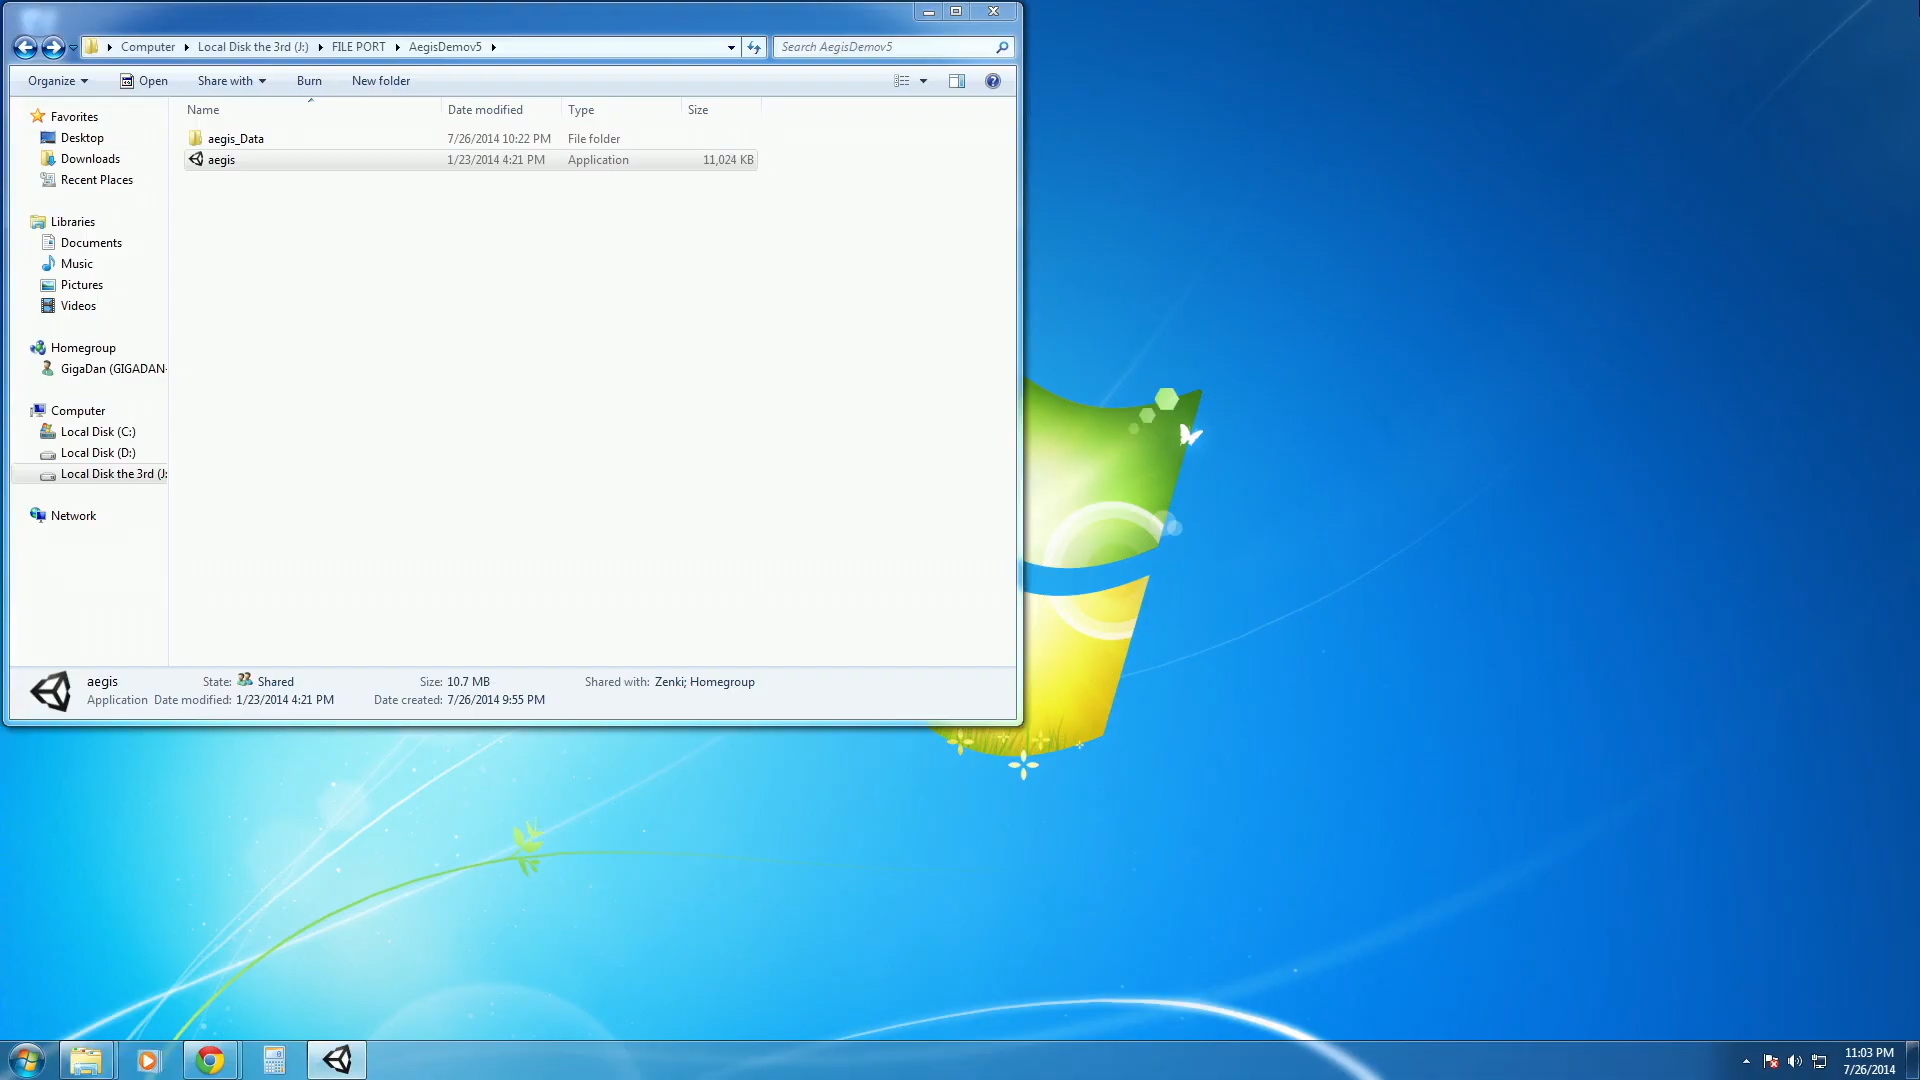 Computer Local Disk the 3rd (J:) FILE PORT AegisDemov5
Search AegisDemov5
Organize Open Share with Burn New folder
Name Date modified Type Size
aegis_Data 7/26/2014 10:22 PM File folder
aegis 1/23/2014 4:21 PM Application 11,024 KB
Favorites
Desktop
Downloads
Recent Places
Libraries
Documents
Music
Pictures
Videos
Homegroup
GigaDan (GIGADAN-
Computer
Local Disk (C:)
Local Disk (D:)
Local Disk the 3rd (J:
Network
aegis State: Shared Size: 10.7 MB Shared with: Zenki; Homegroup
Application Date modified: 1/23/2014 4:21 PM Date created: 7/26/2014 9:55 PM
11:03 PM
7/26/2014